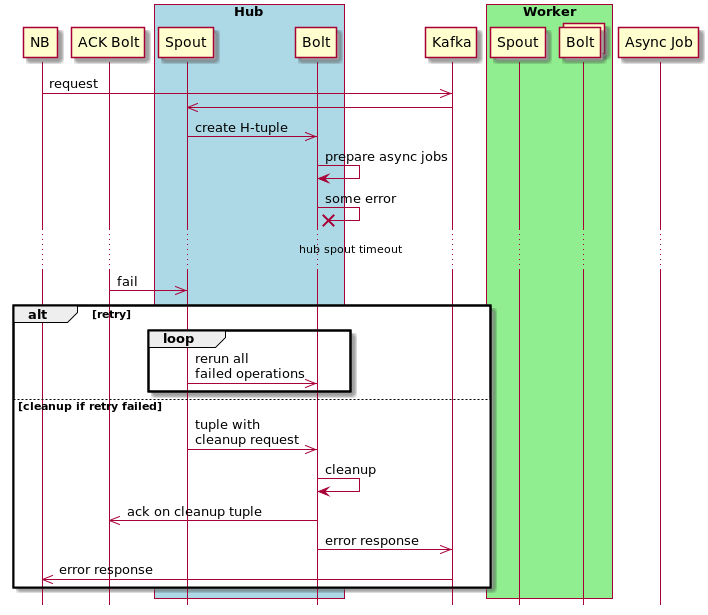 Hub
Worker
NB
ACK Bolt
Spout
Bolt
Kafka
Spout
Bolt
Async Job
request
create H-tuple
prepare async jobs
some error
hub spout timeout
fail
alt
[retry]
loop
rerun all
failed operations
[cleanup if retry failed]
tuple with
cleanup request
cleanup
ack on cleanup tuple
error response
error response